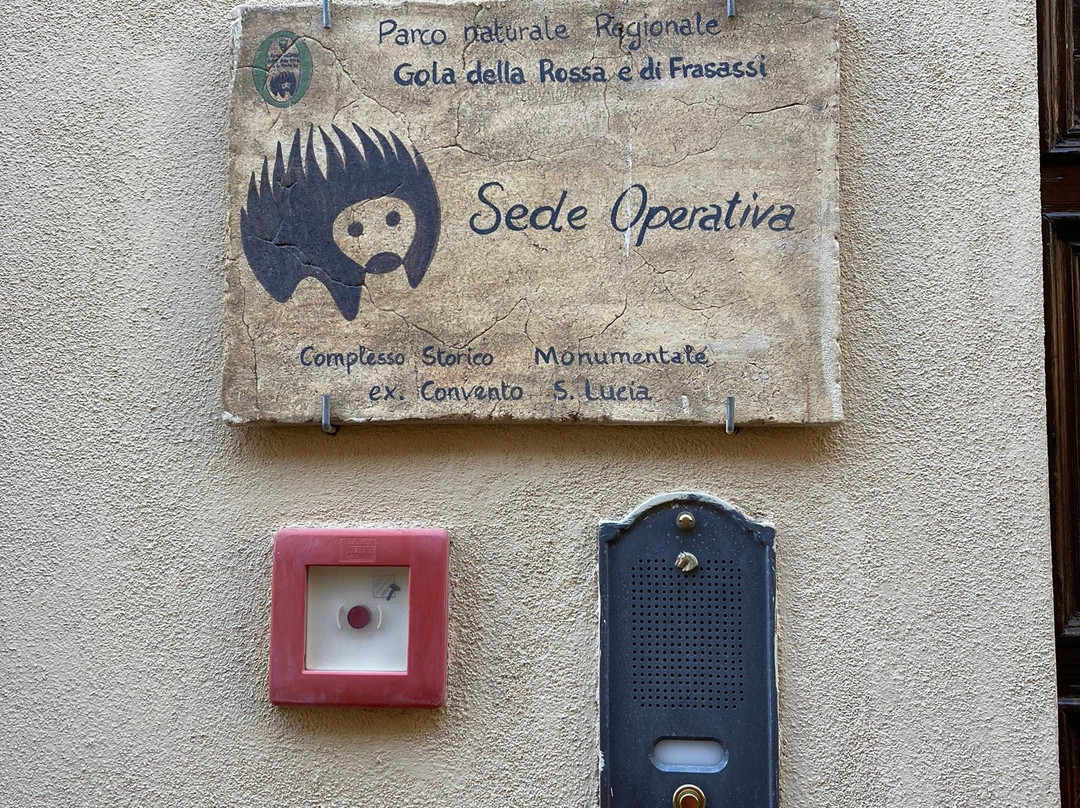 Parco naturale Regionale
Gola della Rossa e di Frasassi
Sede Operativa
Complesso Storico Monumentale
ex. Convento S. Lucia